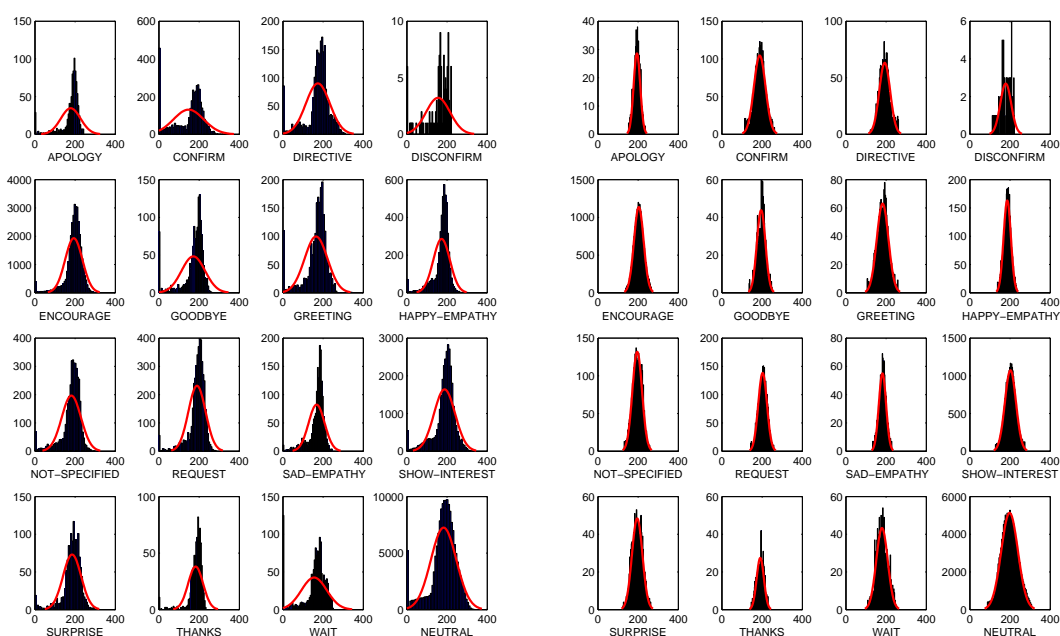 150 600 200 10 40 150 150 6
100 400 150 30 100 100 4
100 5 20
50 200 50 10 50 50 2
0 0 0 0 0 0 0 0
0 200 400 0 200 400 0 200 400 0 200 400 0 200 400 0 200 400 0 200 400 0 200 400
APOLOGY CONFIRM DIRECTIVE DISCONFIRM APOLOGY CONFIRM DIRECTIVE DISCONFIRM
4000 150 200 600 1500 60 80 200
3000 100 150 400 1000 40 60 150
2000 100 40 100
1000 50 50 200 500 20 20 50
0 0 0 0 0 0 0 0
0 200 400 0 200 400 0 200 400 0 200 400 0 200 400 0 200 400 0 200 400 0 200 400
ENCOURAGE GOODBYE GREETING HAPPY−EMPATHY ENCOURAGE GOODBYE GREETING HAPPY−EMPATHY
400 400 200 3000 150 150 80 1500
300 300 150 2000 100 100 60 1000
200 200 100 40
100 100 50 1000 50 50 20 500
0 0 0 0 0 0 0 0
0 200 400 0 200 400 0 200 400 0 200 400 0 200 400 0 200 400 0 200 400 0 200 400
NOT−SPECIFIED REQUEST SAD−EMPATHY SHOW−INTEREST NOT−SPECIFIED REQUEST SAD−EMPATHY SHOW−INTEREST
150 100 150 10000 60 60 60 6000
100 100 40 40 40 4000
50 5000
50 50 20 20 20 2000
0 0 0 0 0 0 0 0
0 200 400 0 200 400 0 200 400 0 200 400 0 200 400 0 200 400 0 200 400 0 200 400
SURPRISE THANKS WAIT NEUTRAL SURPRISE THANKS WAIT NEUTRAL